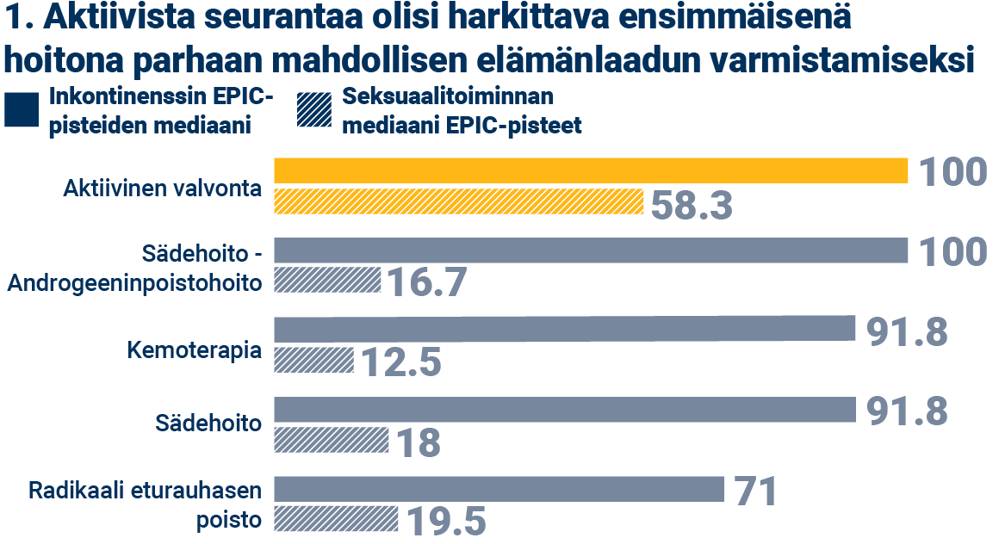 1. Aktiivista seurantaa olisi harkittava ensimmäisenä
hoitona parhaan mahdollisen elämänlaadun varmistamiseksi
Inkontinenssin EPIC-
pisteiden mediaani
Seksuaalitoiminnan
mediaani EPIC-pisteet
Aktiivinen valvonta
100
58.3
Sädehoito -
Androgeeninpoistohoito
100
16.7
Kemoterapia
91.8
12.5
Sädehoito
91.8
18
Radikaali eturauhasen
poisto
71
19.5